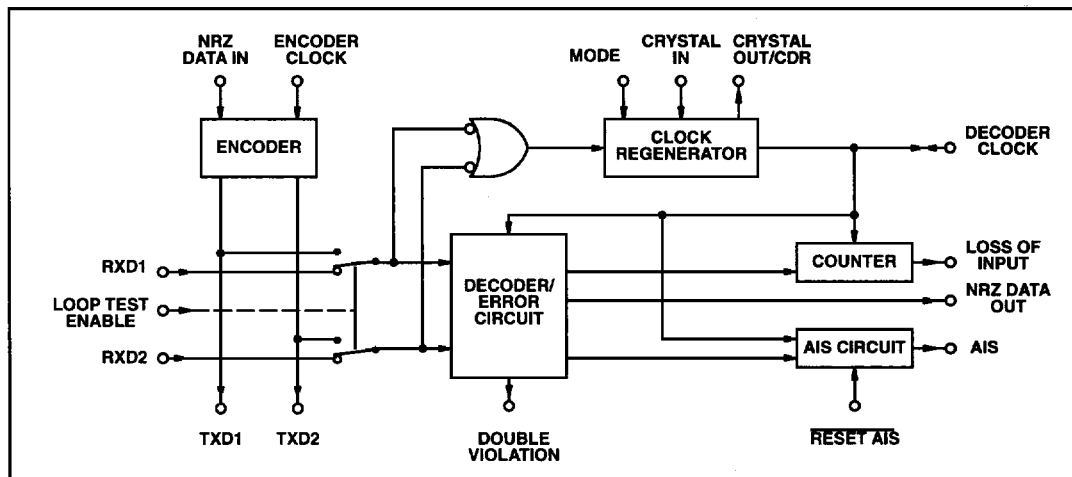 NRZ
DATA IN
ENCODER
CLOCK
MODE
CRYSTAL
IN
CRYSTAL
OUT/CDR
ENCODER
CLOCK
REGENERATOR
DECODER
CLOCK
RXD1
LOOP TEST
ENABLE
RXD2
DECODER/
ERROR
CIRCUIT
COUNTER
LOSS OF
INPUT
NRZ DATA
OUT
AIS CIRCUIT
AIS
TXD1
TXD2
DOUBLE
VIOLATION
RESET AIS